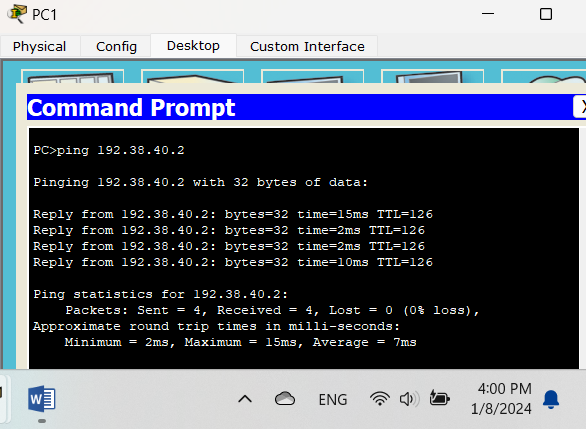 PC1
Physical Config Desktop Custom Interface
Command Prompt
X
PC>ping 192.38.40.2
Pinging 192.38.40.2 with 32 bytes of data:
Reply from 192.38.40.2: bytes=32 time=15ms TTL=126
Reply from 192.38.40.2: bytes=32 time=2ms TTL=126
Reply from 192.38.40.2: bytes=32 time=2ms TTL=126
Reply from 192.38.40.2: bytes=32 time=10ms TTL=126
Ping statistics for 192.38.40.2:
Packets: Sent = 4, Received = 4, Lost = 0 (0% loss),
Approximate round trip times in milli-seconds:
Minimum = 2ms, Maximum = 15ms, Average = 7ms
W
ENG
4:00 PM
1/8/2024